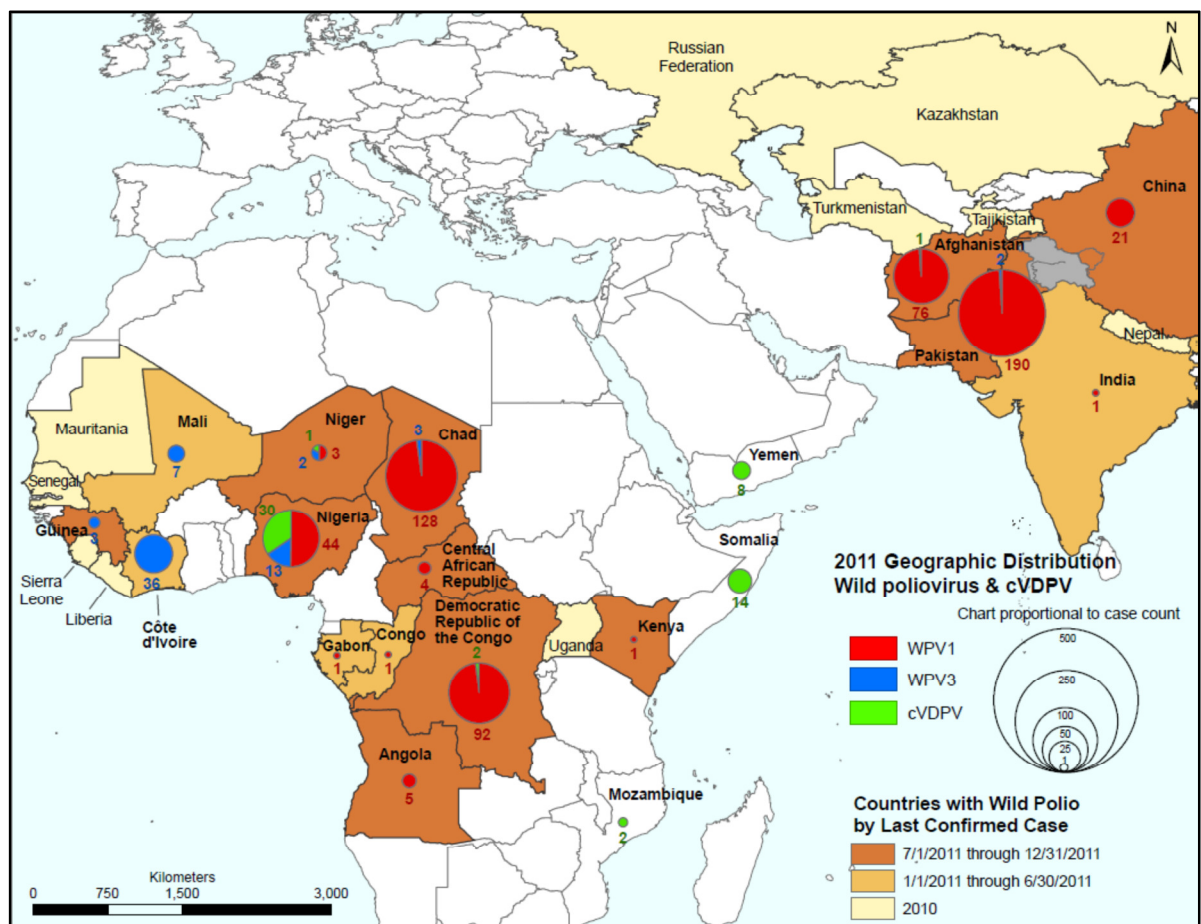 N
Russian
Federation
Kazakhstan
China
21
Turkmenistan
Tajikistan
1
Afghanistan
2
76
Pakistan
190
Nepal
India
1
Mauritania
Mali
7
Niger
1
2
3
Chad
3
128
Yemen
8
Senegal
Guinea
3
30
Nigeria
44
13
36
Sierra
Leone
Liberia
Côte
d'Ivoire
Central
African
Republic
4
Somalia
14
Democratic
Republic of
the Congo
2
92
Gabon
1
Congo
1
Uganda
Kenya
1
Angola
5
Mozambique
2
2011 Geographic Distribution
Wild poliovirus & cVDPV
Chart proportional to case count
500
250
100
50
25
1
WPV1
WPV3
cVDPV
Countries with Wild Polio
by Last Confirmed Case
7/1/2011 through 12/31/2011
1/1/2011 through 6/30/2011
2010
Kilometers
0 750 1,500 3,000